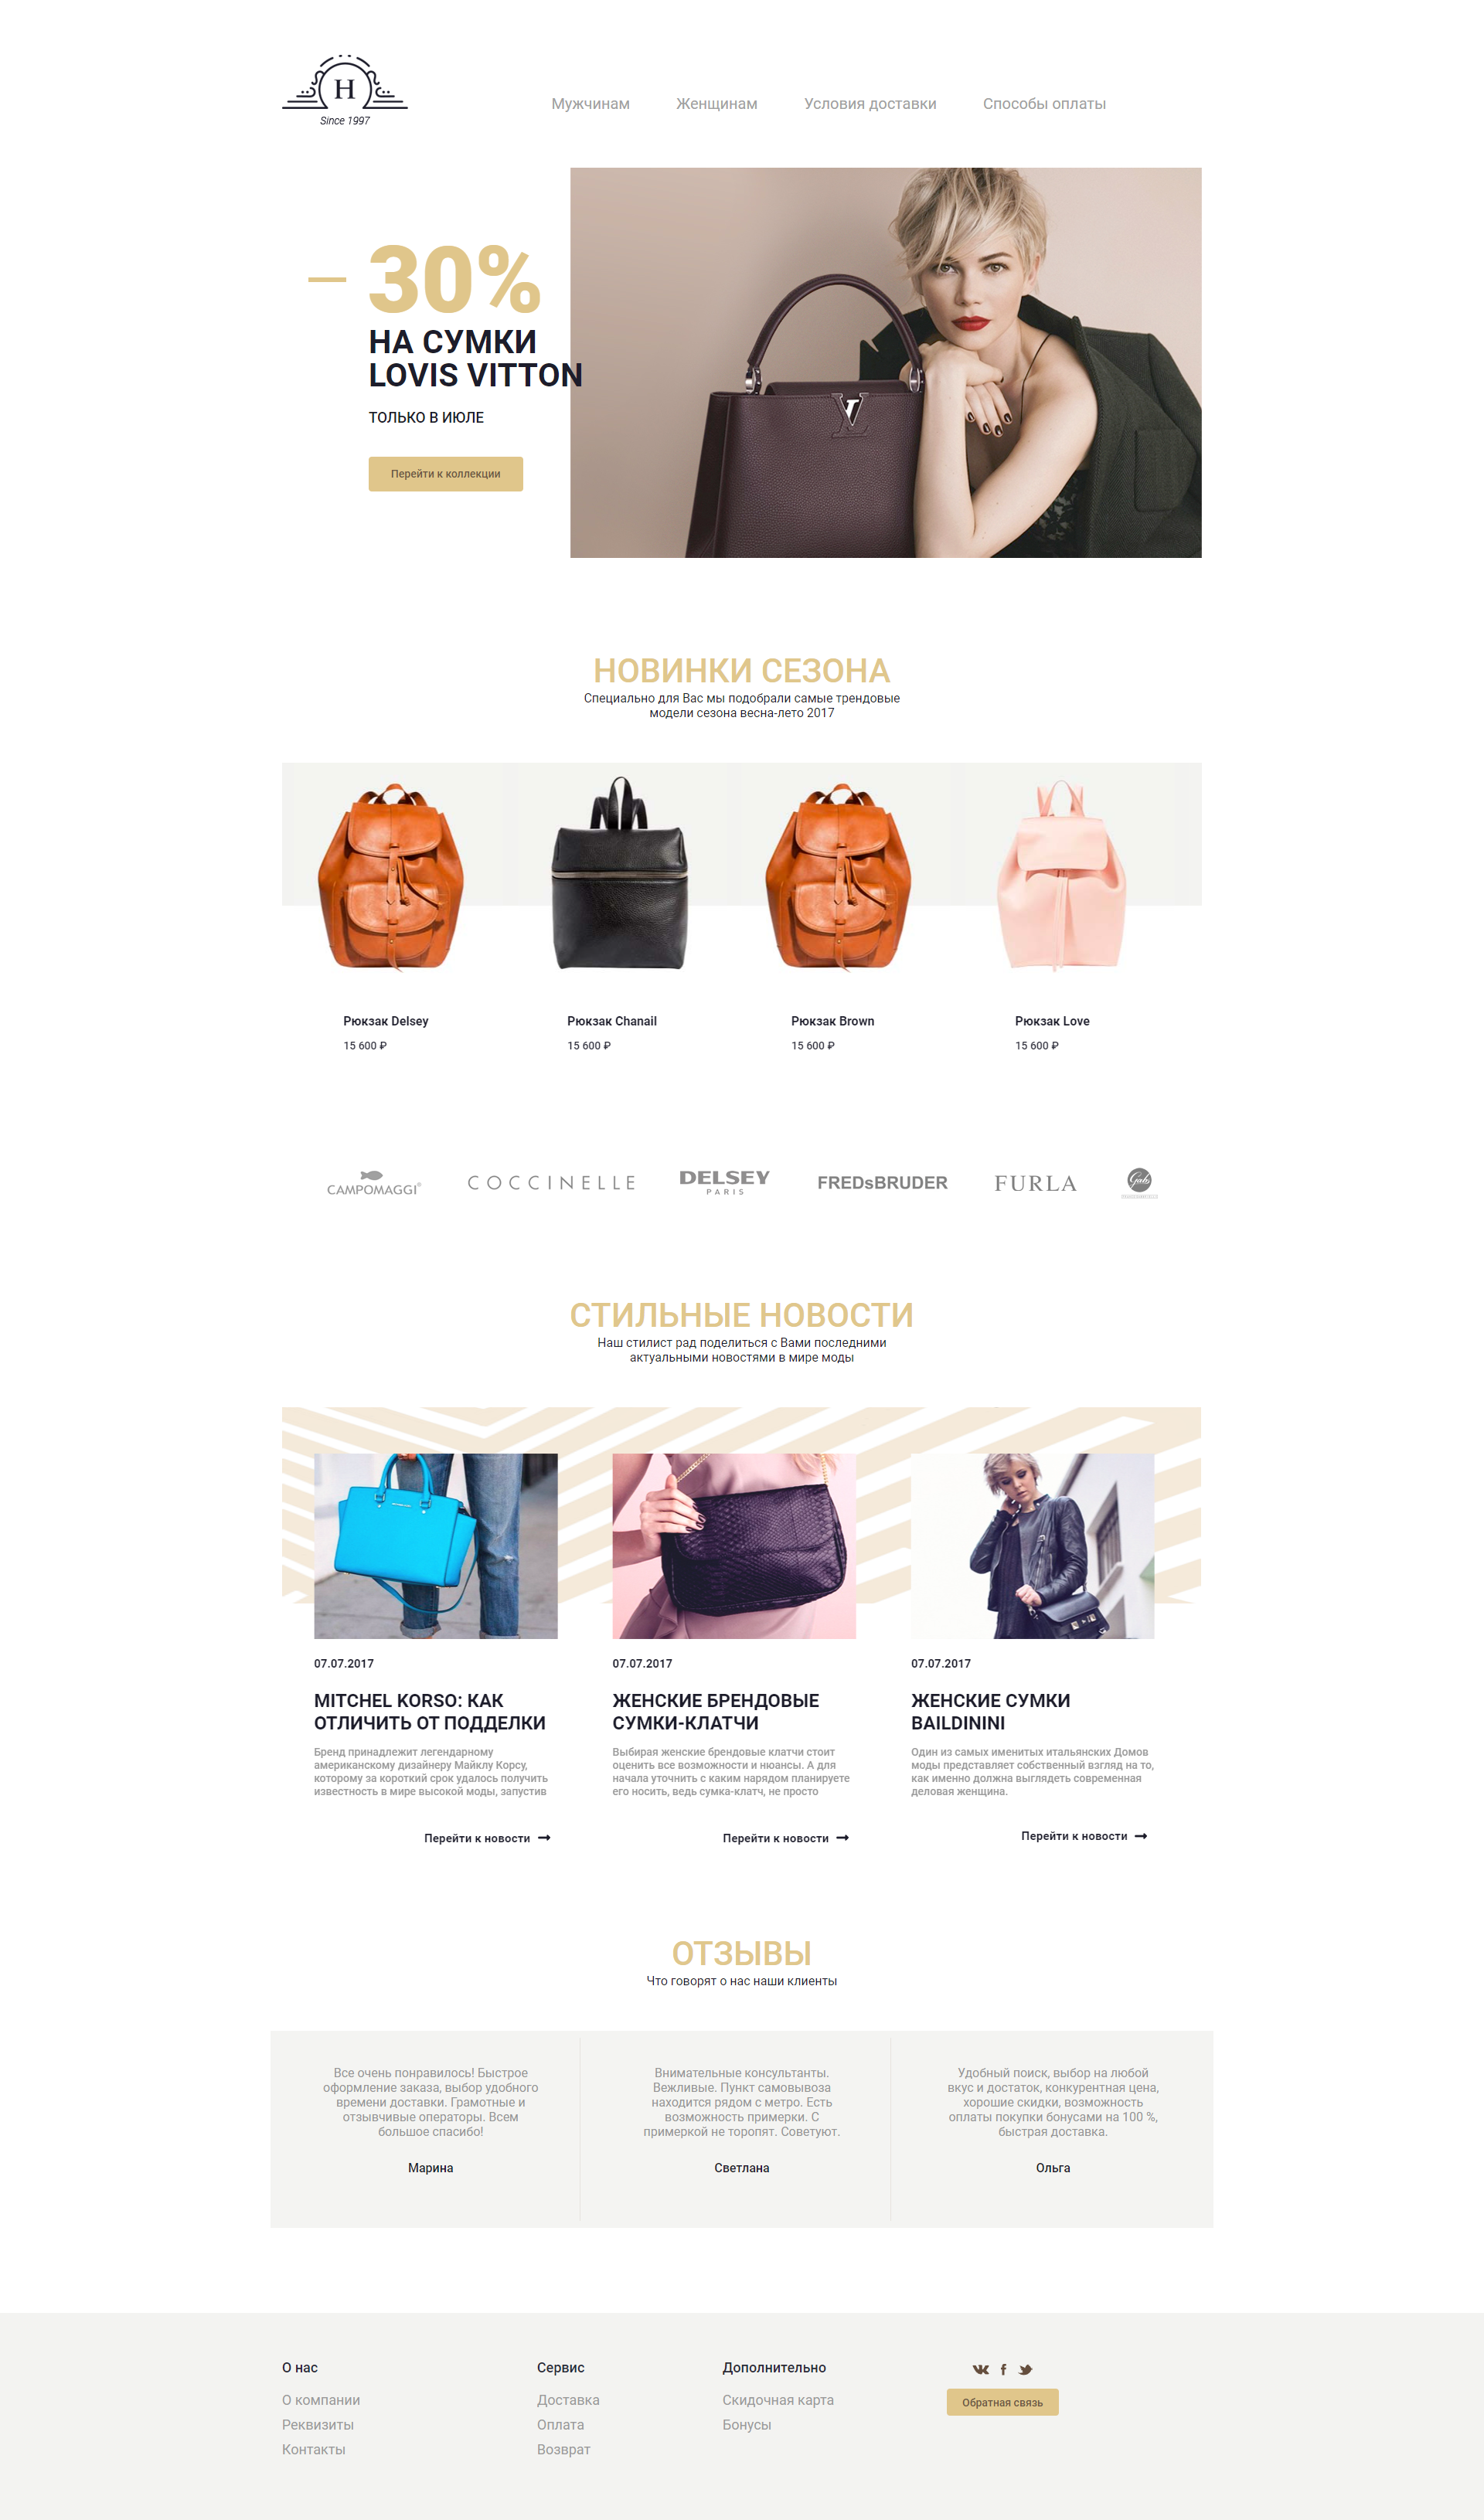 H
Since 1997
Мужчинам
Женщинам
Условия доставки
Способы оплаты
— 30%
НА СУМКИ
LOVIS VITTON
ТОЛЬКО В ИЮЛЕ
Перейти к коллекции
НОВИНКИ СЕЗОНА
Специально для Вас мы подобрали самые трендовые
модели сезона весна-лето 2017
Рюкзак Delsey
15 600 ₽
Рюкзак Chanail
15 600 ₽
Рюкзак Brown
15 600 ₽
Рюкзак Love
15 600 ₽
CAMPOMAGGI®
COCCINELLE
DELSEY
PARIS
FREDsBRUDER
FURLA
Gabs
СТИЛЬНЫЕ НОВОСТИ
Наш стилист рад поделиться с Вами последними
актуальными новостями в мире моды
07.07.2017
MITCHEL KORSO: КАК
ОТЛИЧИТЬ ОТ ПОДДЕЛКИ
Бренд принадлежит легендарному
американскому дизайнеру Майклу Корсу,
которому за короткий срок удалось получить
известность в мире высокой моды, запустив
Перейти к новости
07.07.2017
ЖЕНСКИЕ БРЕНДОВЫЕ
СУМКИ-КЛАТЧИ
Выбирая женские брендовые клатчи стоит
оценить все возможности и нюансы. А для
начала уточнить с каким нарядом планируете
его носить, ведь сумка-клатч, не просто
Перейти к новости
07.07.2017
ЖЕНСКИЕ СУМКИ
BAILDININI
Один из самых именитых итальянских Домов
моды представляет собственный взгляд на то,
как именно должна выглядеть современная
деловая женщина.
Перейти к новости
ОТЗЫВЫ
Что говорят о нас наши клиенты
Все очень понравилось! Быстрое
оформление заказа, выбор удобного
времени доставки. Грамотные и
отзывчивые операторы. Всем
большое спасибо!
Марина
Внимательные консультанты.
Вежливые. Пункт самовывоза
находится рядом с метро. Есть
возможность примерки. С
примеркой не торопят. Советуют.
Светлана
Удобный поиск, выбор на любой
вкус и достаток, конкурентная цена,
хорошие скидки, возможность
оплаты покупки бонусами на 100 %,
быстрая доставка.
Ольга
О нас
О компании
Реквизиты
Контакты
Сервис
Доставка
Оплата
Возврат
Дополнительно
Скидочная карта
Бонусы
Обратная связь